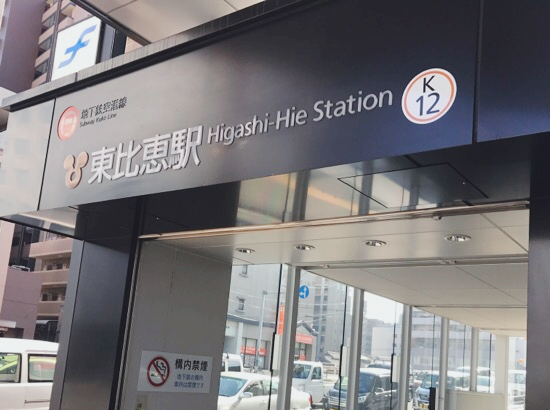 地下鉄空港線
Subway Kuko Line
東比恵駅 Higashi-Hie Station
K
12
構内禁煙